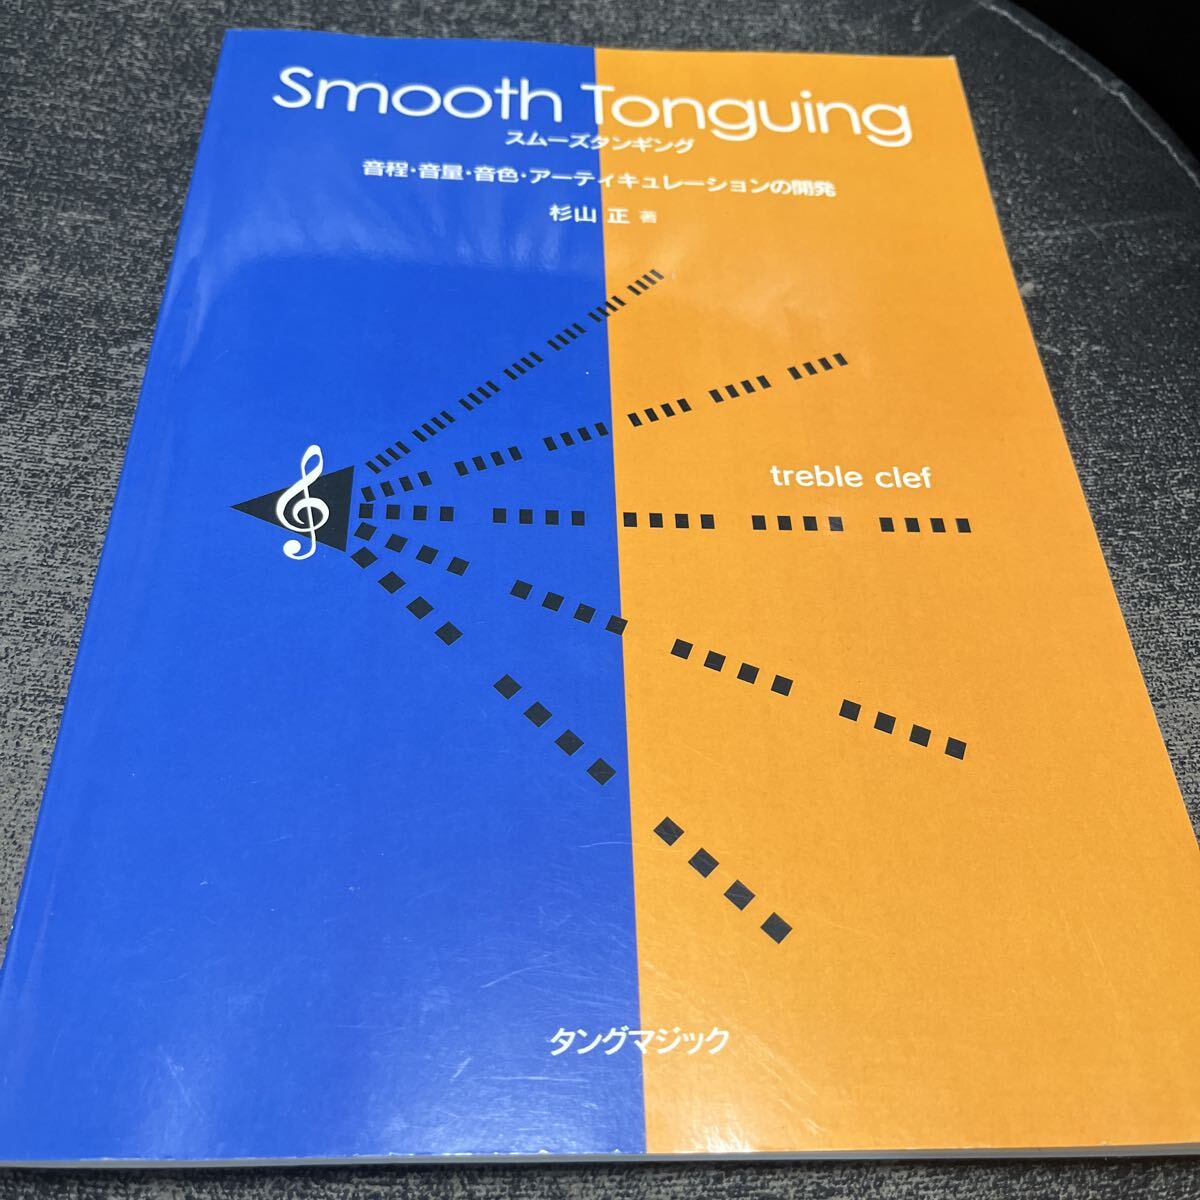 Smooth Tonguing
スムーズタンギング
音程・音量・音色・アーティキュレーションの開発
杉山 正 著
treble clef
タングマジック